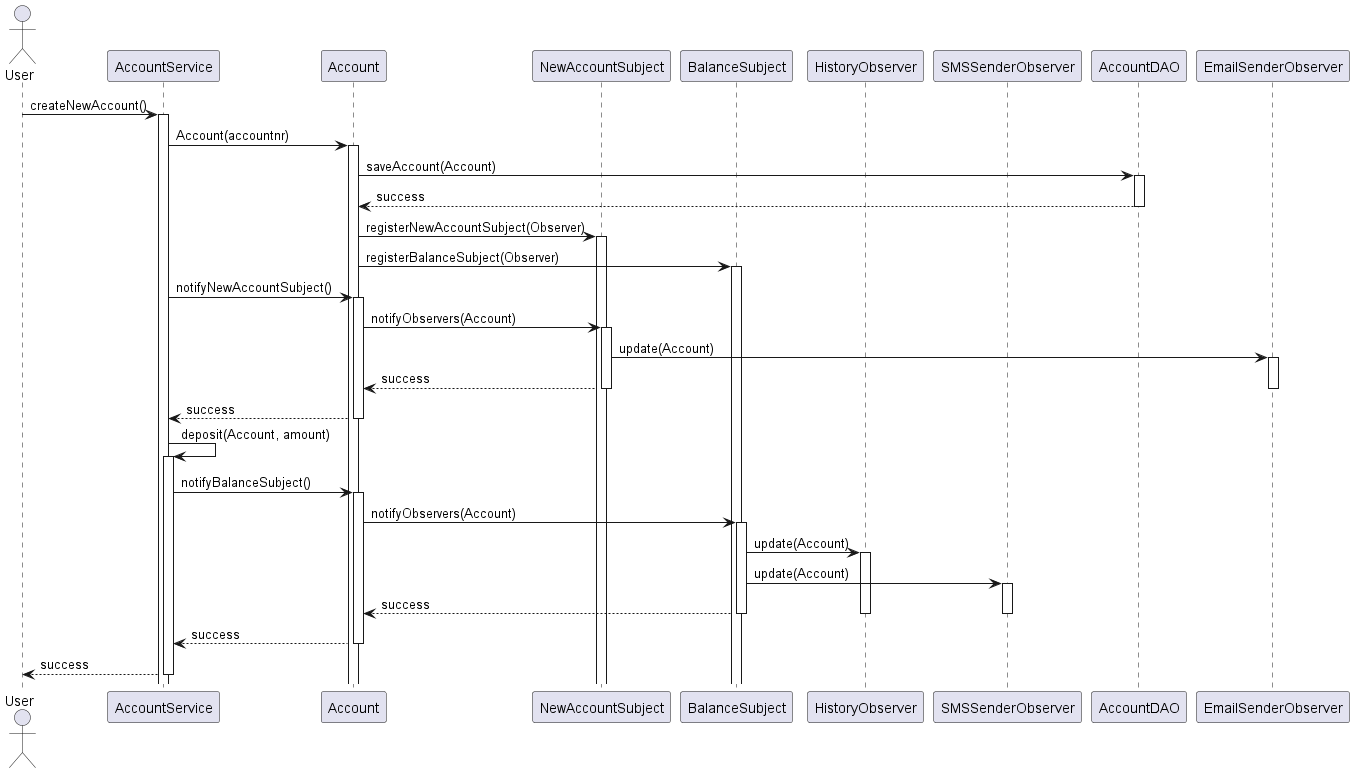 User
AccountService
Account
NewAccountSubject
BalanceSubject
HistoryObserver
SMSSenderObserver
AccountDAO
EmailSenderObserver
createNewAccount()
Account(accountnr)
saveAccount(Account)
success
registerNewAccountSubject(Observer)
registerBalanceSubject(Observer)
notifyNewAccountSubject()
notifyObservers(Account)
update(Account)
success
success
deposit(Account, amount)
notifyBalanceSubject()
notifyObservers(Account)
update(Account)
update(Account)
success
success
success
User
AccountService
Account
NewAccountSubject
BalanceSubject
HistoryObserver
SMSSenderObserver
AccountDAO
EmailSenderObserver